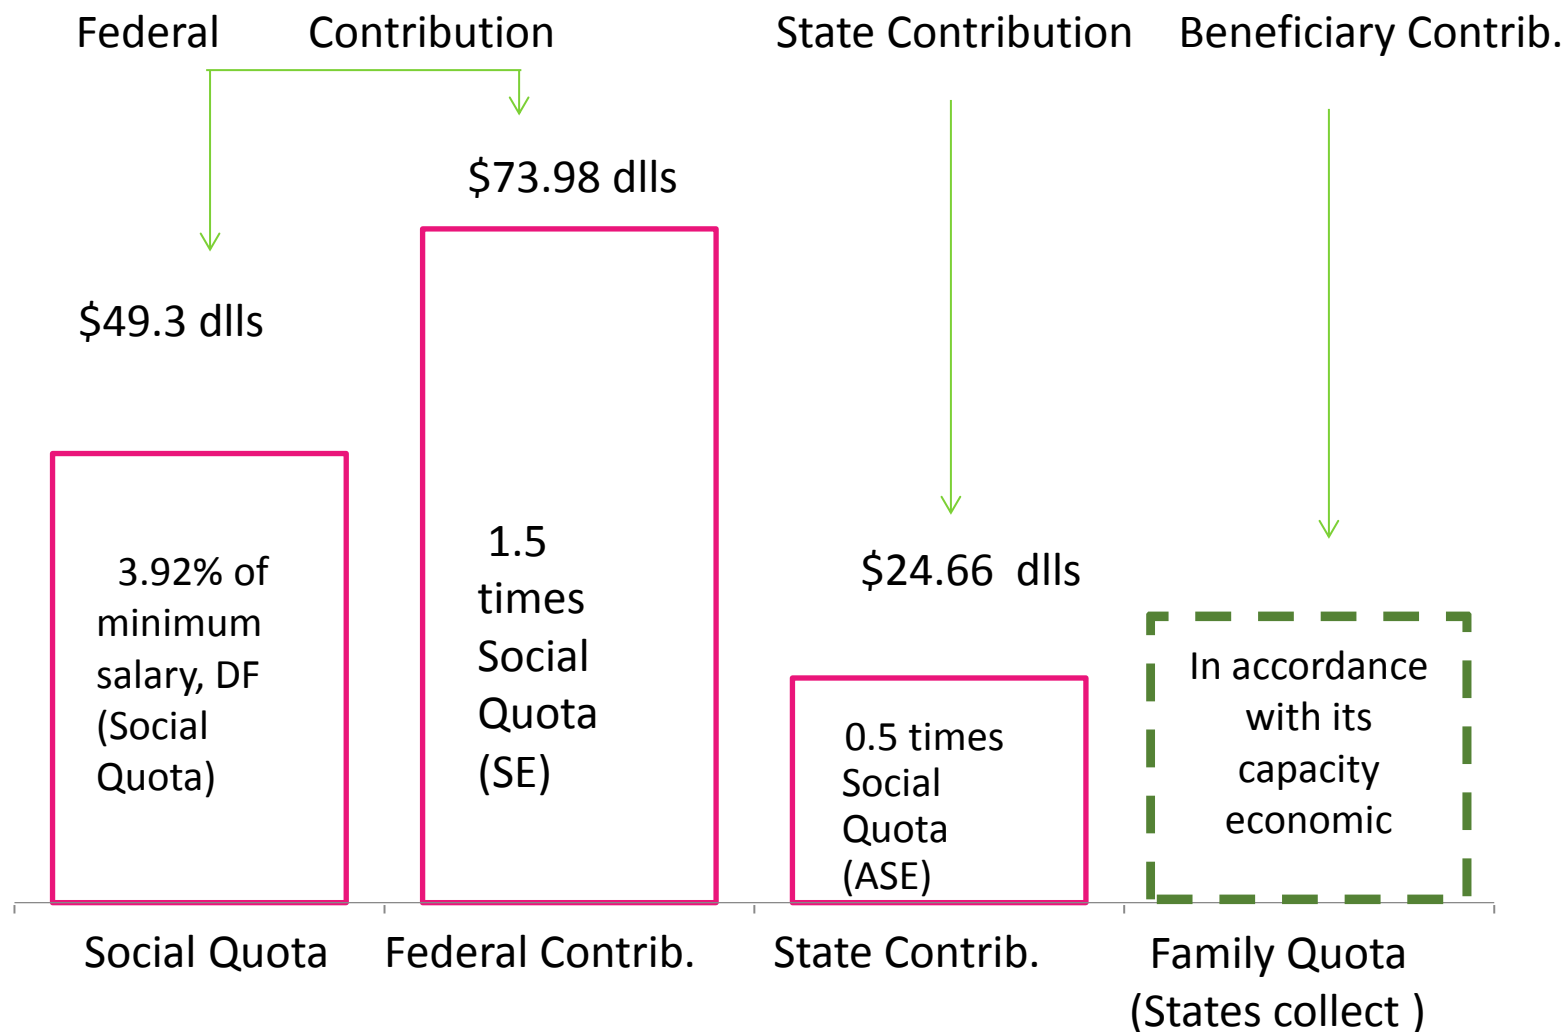 Federal Contribution
State Contribution
Beneficiary Contrib.
$73.98 dlls
$49.3 dlls
$24.66 dlls
3.92% of
minimum
salary, DF
(Social
Quota)
1.5
times
Social
Quota
(SE)
0.5 times
Social
Quota
(ASE)
In accordance
with its
capacity
economic
Social Quota
Federal Contrib.
State Contrib.
Family Quota
(States collect )